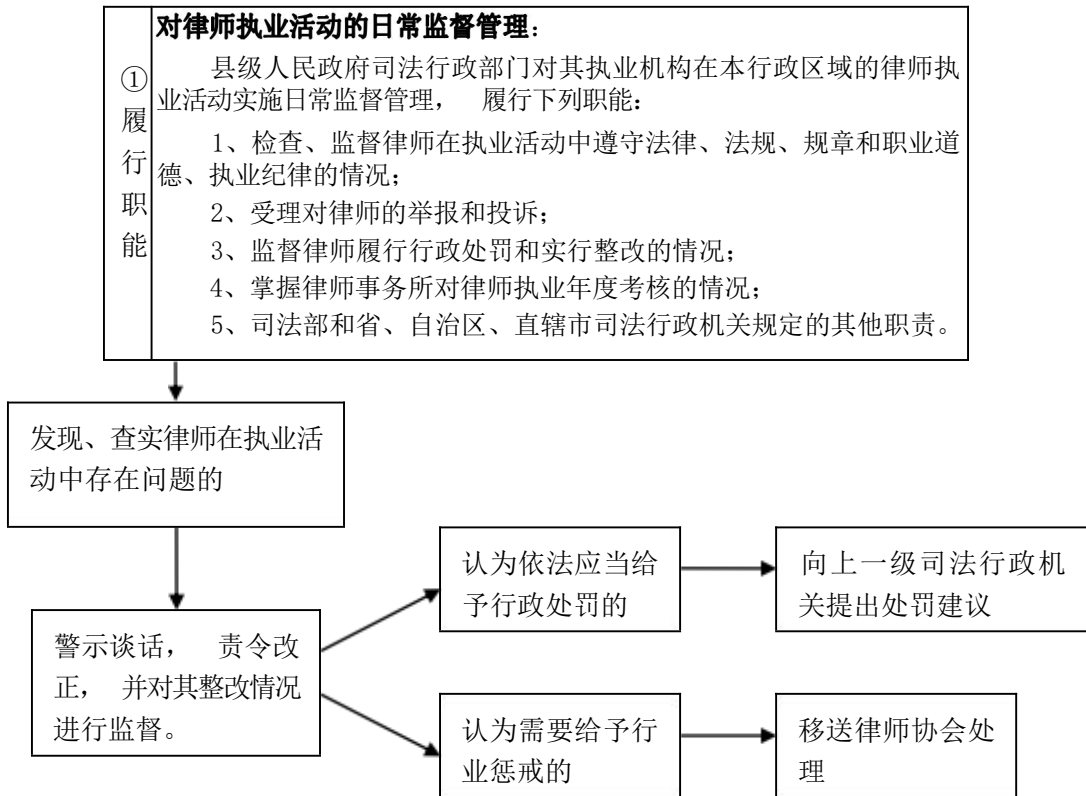 ①
履
行
职
能
对律师执业活动的日常监督管理：
县级人民政府司法行政部门对其执业机构在本行政区域的律师执
业活动实施日常监督管理， 履行下列职能：
1、检查、监督律师在执业活动中遵守法律、法规、规章和职业道
德、执业纪律的情况；
2、受理对律师的举报和投诉；
3、监督律师履行行政处罚和实行整改的情况；
4、掌握律师事务所对律师执业年度考核的情况；
5、司法部和省、自治区、直辖市司法行政机关规定的其他职责。
发现、查实律师在执业活
动中存在问题的
警示谈话， 责令改
正， 并对其整改情况
进行监督。
认为依法应当给
予行政处罚的
向上一级司法行政机
关提出处罚建议
认为需要给予行
业惩戒的
移送律师协会处
理